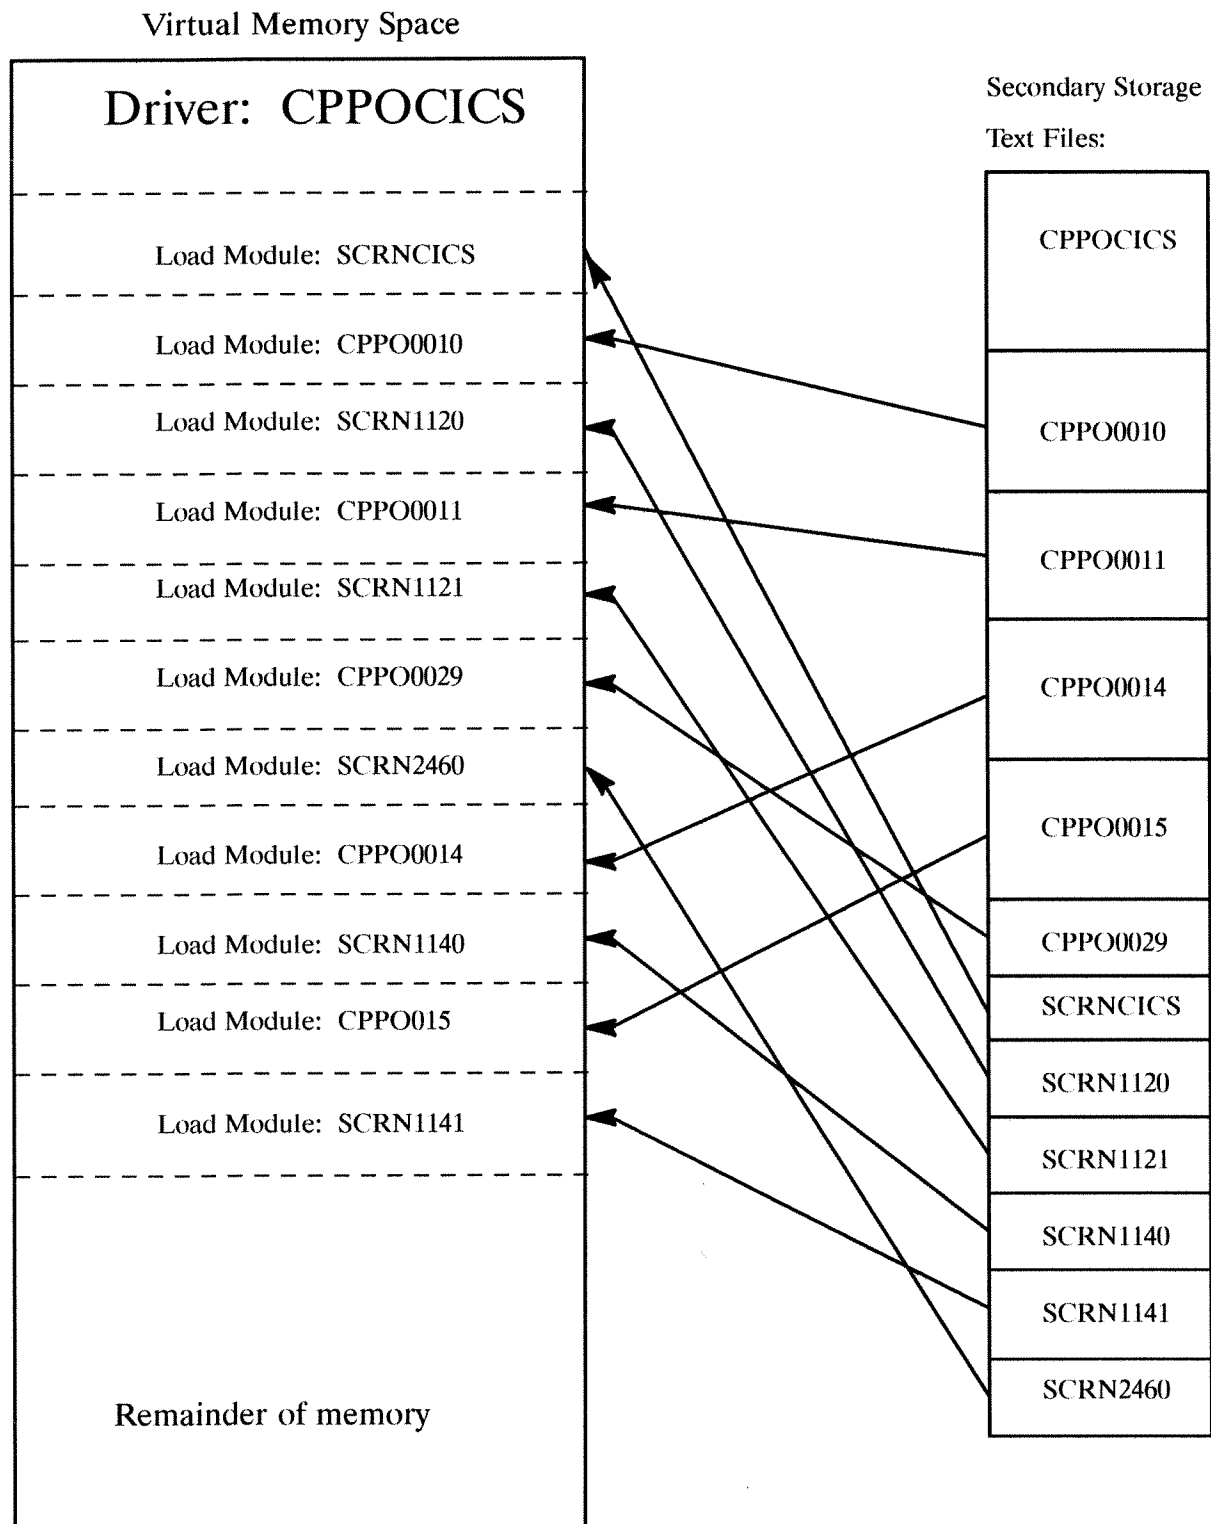 Virtual Memory Space
Driver: CPPOCICS
Load Module: SCRNCICS
Load Module: CPPO0010
Load Module: SCRN1120
Load Module: CPPO0011
Load Module: SCRN1121
Load Module: CPPO0029
Load Module: SCRN2460
Load Module: CPPO0014
Load Module: SCRN1140
Load Module: CPPO015
Load Module: SCRN1141
Remainder of memory
Secondary Storage
Text Files:
CPPOCICS
CPPO0010
CPPO0011
CPPO0014
CPPO0015
CPPO0029
SCRNCICS
SCRN1120
SCRN1121
SCRN1140
SCRN1141
SCRN2460